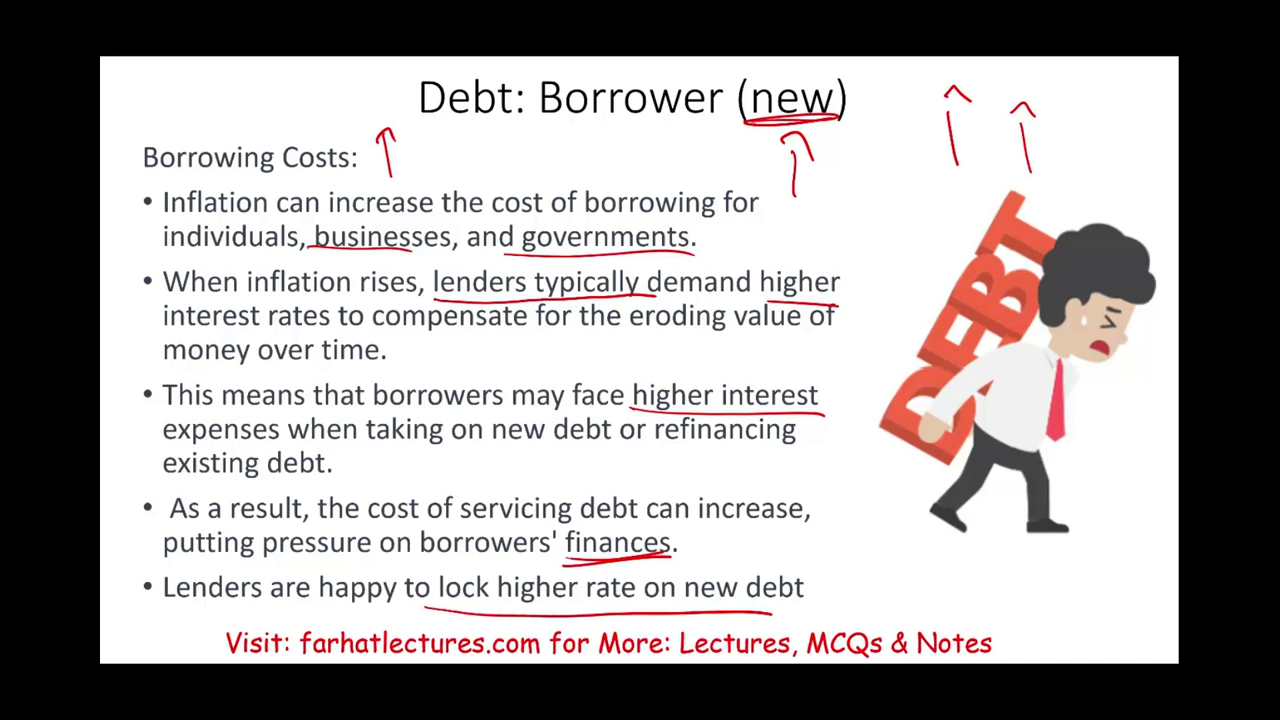 Debt: Borrower (new)
Borrowing Costs:
• Inflation can increase the cost of borrowing for
individuals, businesses, and governments.
• When inflation rises, lenders typically demand higher
interest rates to compensate for the eroding value of
money over time.
• This means that borrowers may face higher interest
expenses when taking on new debt or refinancing
existing debt.
• As a result, the cost of servicing debt can increase,
putting pressure on borrowers' finances.
• Lenders are happy to lock higher rate on new debt
DEBT
Visit: farhatlectures.com for More: Lectures, MCQs & Notes